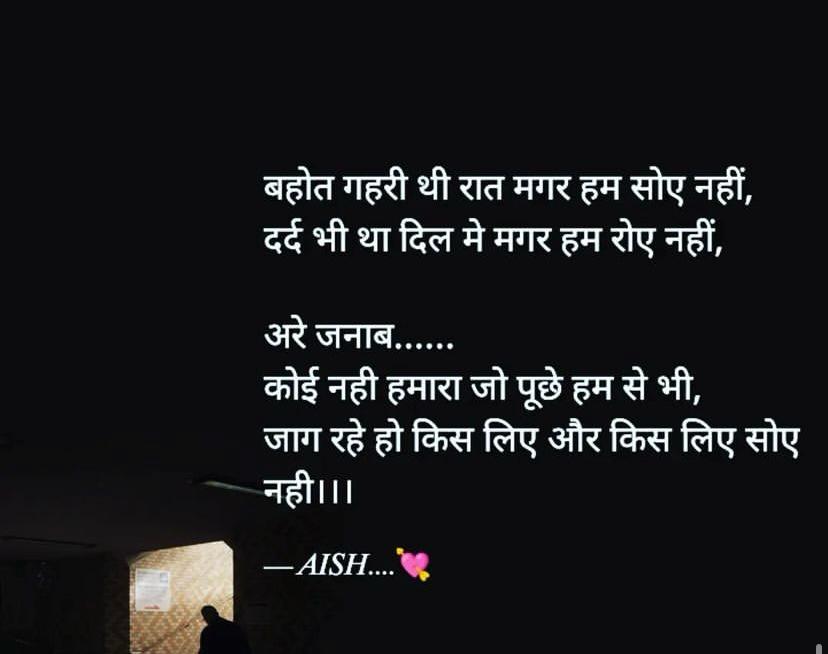 बहोत गहरी थी रात मगर हम सोए नहीं,
दर्द भी था दिल मे मगर हम रोए नहीं,
अरे जनाब......
कोई नही हमारा जो पूछे हम से भी,
जाग रहे हो किस लिए और किस लिए सोए
नही।।।
—AISH....💘